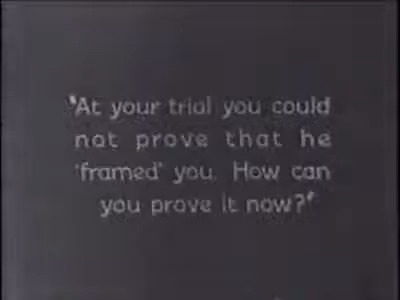 "At your trial you could
not prove that he
'framed' you. How can
you prove it now?"